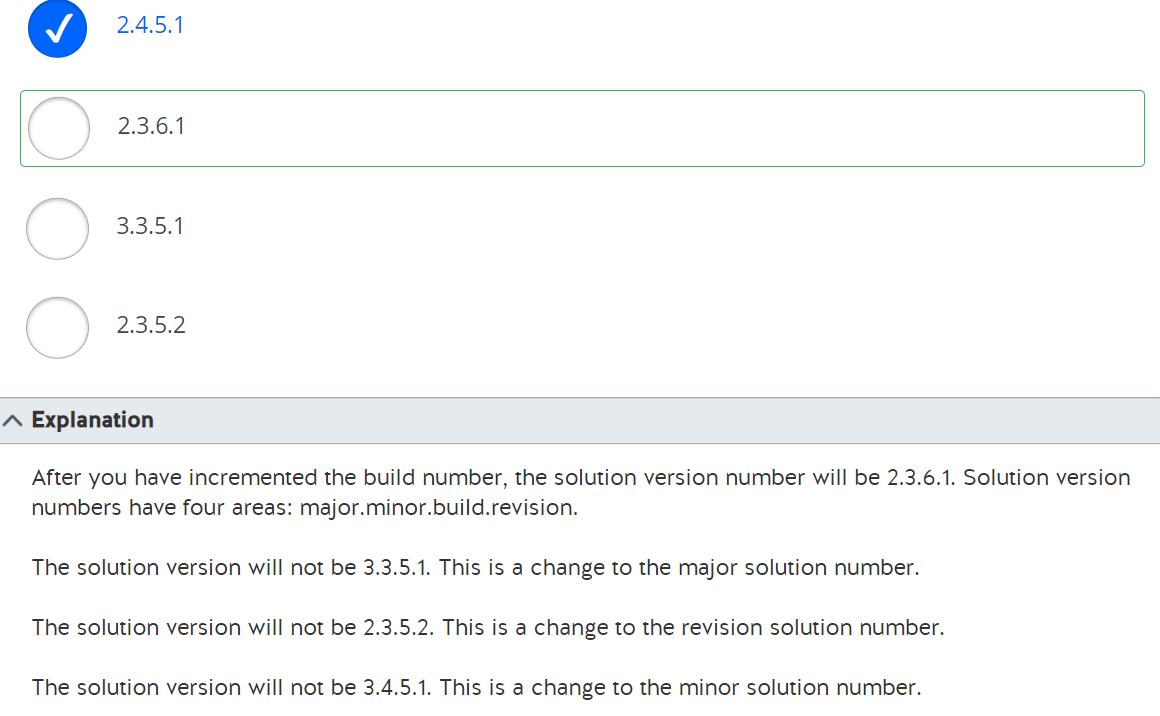 2.4.5.1
2.3.6.1
3.3.5.1
2.3.5.2
Explanation
After you have incremented the build number, the solution version number will be 2.3.6.1. Solution version
numbers have four areas: major.minor.build.revision.
The solution version will not be 3.3.5.1. This is a change to the major solution number.
The solution version will not be 2.3.5.2. This is a change to the revision solution number.
The solution version will not be 3.4.5.1. This is a change to the minor solution number.